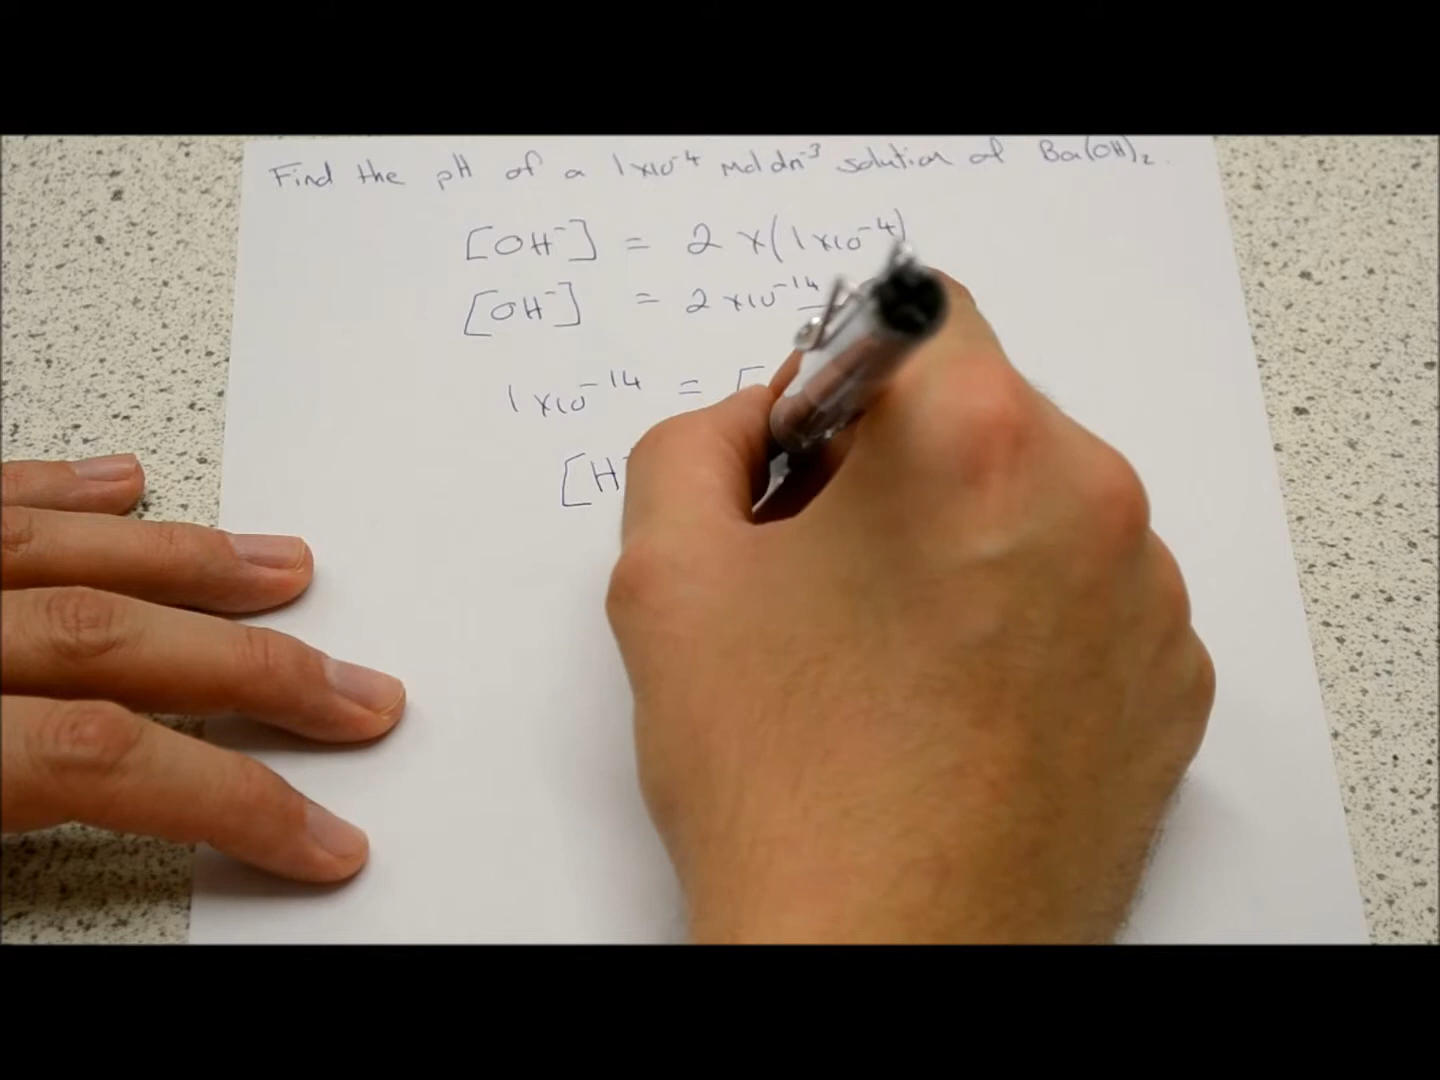 Find the pH of a 1x10⁻⁴ mol dm⁻³ solution of Ba(OH)₂.
[OH⁻] = 2 x (1x10⁻⁴)
[OH⁻] = 2 x10⁻¹⁴
1 x10⁻¹⁴ = [
[H